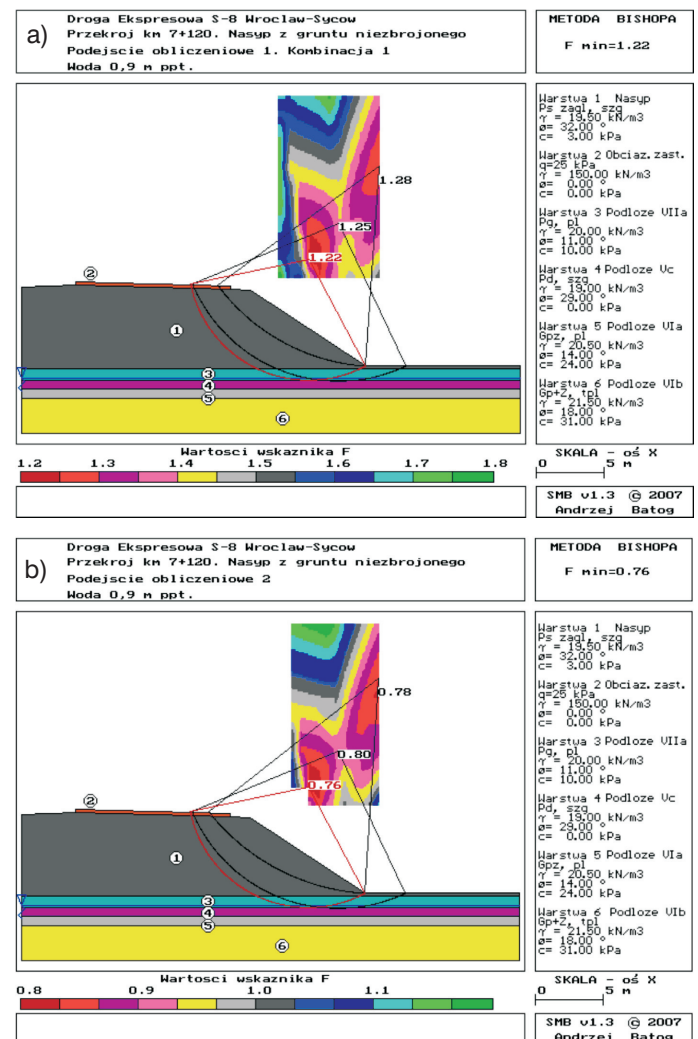 a)
Droga Ekspresowa S-8 Wroclaw-Sycow
Przekroj km 7+120. Nasyp z gruntu niezbrojonego
Podejscie obliczeniowe 1. Kombinacja 1
Woda 0,9 m ppt.
METODA BISHOPA
F min=1.22
1.28
1.25
1.22
2
1
3
4
5
6
Warstwa 1 Nasyp
Ps zagl, szg
γ = 19.50 kN/m3
ø= 32.00 °
c= 3.00 kPa
Warstwa 2 Obciaz.zast.
q=25 kPa
γ = 150.00 kN/m3
ø= 0.00 °
c= 0.00 kPa
Warstwa 3 Podloze VIIa
Pg, pl
γ = 20.00 kN/m3
ø= 11.00 °
c= 10.00 kPa
Warstwa 4 Podloze Vc
Pd, szg
γ = 19.00 kN/m3
ø= 29.00 °
c= 0.00 kPa
Warstwa 5 Podloze VIa
Gpz, pl
γ = 20.50 kN/m3
ø= 14.00 °
c= 24.00 kPa
Warstwa 6 Podloze VIb
Gp+Z, tpl
γ = 21.50 kN/m3
ø= 18.00 °
c= 31.00 kPa
Wartosci wskaznika F
1.2 1.3 1.4 1.5 1.6 1.7 1.8
SKALA - oś X
0 5
m
SMB v1.3 © 2007
Andrzej Batog
b)
Droga Ekspresowa S-8 Wroclaw-Sycow
Przekroj km 7+120. Nasyp z gruntu niezbrojonego
Podejscie obliczeniowe 2
Woda 0,9 m ppt.
METODA BISHOPA
F min=0.76
0.78
0.80
0.76
2
1
3
4
5
6
Warstwa 1 Nasyp
Ps zagl, szg
γ = 19.50 kN/m3
ø= 32.00 °
c= 3.00 kPa
Warstwa 2 Obciaz.zast.
q=25 kPa
γ = 150.00 kN/m3
ø= 0.00 °
c= 0.00 kPa
Warstwa 3 Podloze VIIa
Pg, pl
γ = 20.00 kN/m3
ø= 11.00 °
c= 10.00 kPa
Warstwa 4 Podloze Vc
Pd, szg
γ = 19.00 kN/m3
ø= 29.00 °
c= 0.00 kPa
Warstwa 5 Podloze VIa
Gpz, pl
γ = 20.50 kN/m3
ø= 14.00 °
c= 24.00 kPa
Warstwa 6 Podloze VIb
Gp+Z, tpl
γ = 21.50 kN/m3
ø= 18.00 °
c= 31.00 kPa
Wartosci wskaznika F
0.8 0.9 1.0 1.1
SKALA - oś X
0 5 m
SMB v1.3 © 2007
Andrzej Batog